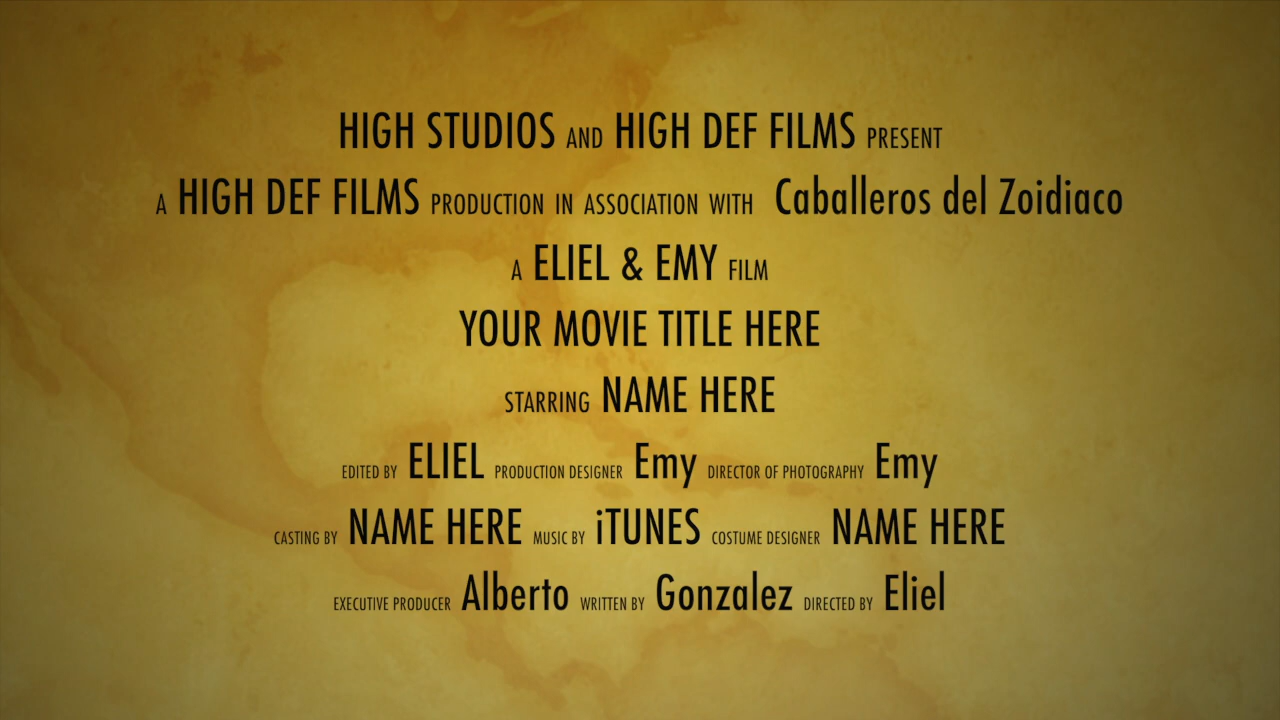 HIGH STUDIOS AND HIGH DEF FILMS PRESENT
A HIGH DEF FILMS PRODUCTION IN ASSOCIATION WITH Caballeros del Zoidiaco
A ELIEL & EMY FILM
YOUR MOVIE TITLE HERE
STARRING NAME HERE
EDITED BY ELIEL PRODUCTION DESIGNER Emy DIRECTOR OF PHOTOGRAPHY Emy
CASTING BY NAME HERE MUSIC BY iTUNES COSTUME DESIGNER NAME HERE
EXECUTIVE PRODUCER Alberto WRITTEN BY Gonzalez DIRECTED BY Eliel